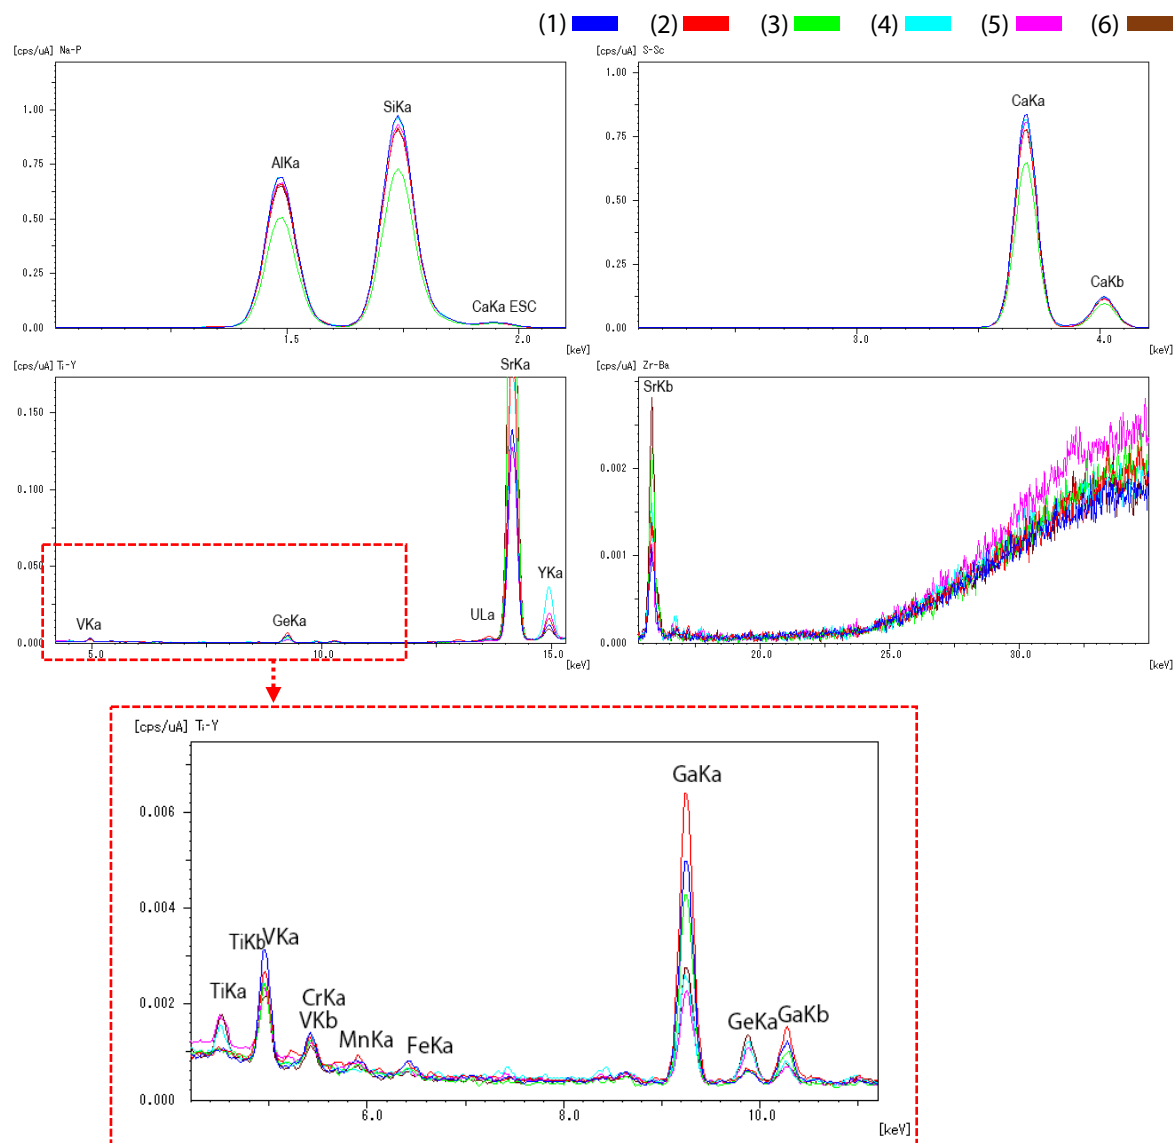 (1) (2) (3) (4) (5) (6)
[cps/uA] Na-P
1.00
0.75
0.50
0.25
0.00
AlKa
SiKa
CaKa ESC
1.5 2.0
[keV]
[cps/uA] S-Sc
1.00
0.75
0.50
0.25
0.00
CaKa
CaKb
3.0 4.0
[keV]
[cps/uA] Ti-Y
SrKa
0.150
0.100
0.050
0.000
VKa
GeKa
ULa
YKa
5.0 10.0 15.0
[keV]
[cps/uA] Zr-Ba
SrKb
0.002
0.001
0.000
20.0 25.0 30.0
[keV]
[cps/uA] Ti-Y
0.006
0.004
0.002
0.000
GaKa
TiKb VKa
TiKa
CrKa
VKb
MnKa
FeKa
GeKa
GaKb
6.0 8.0 10.0
[keV]